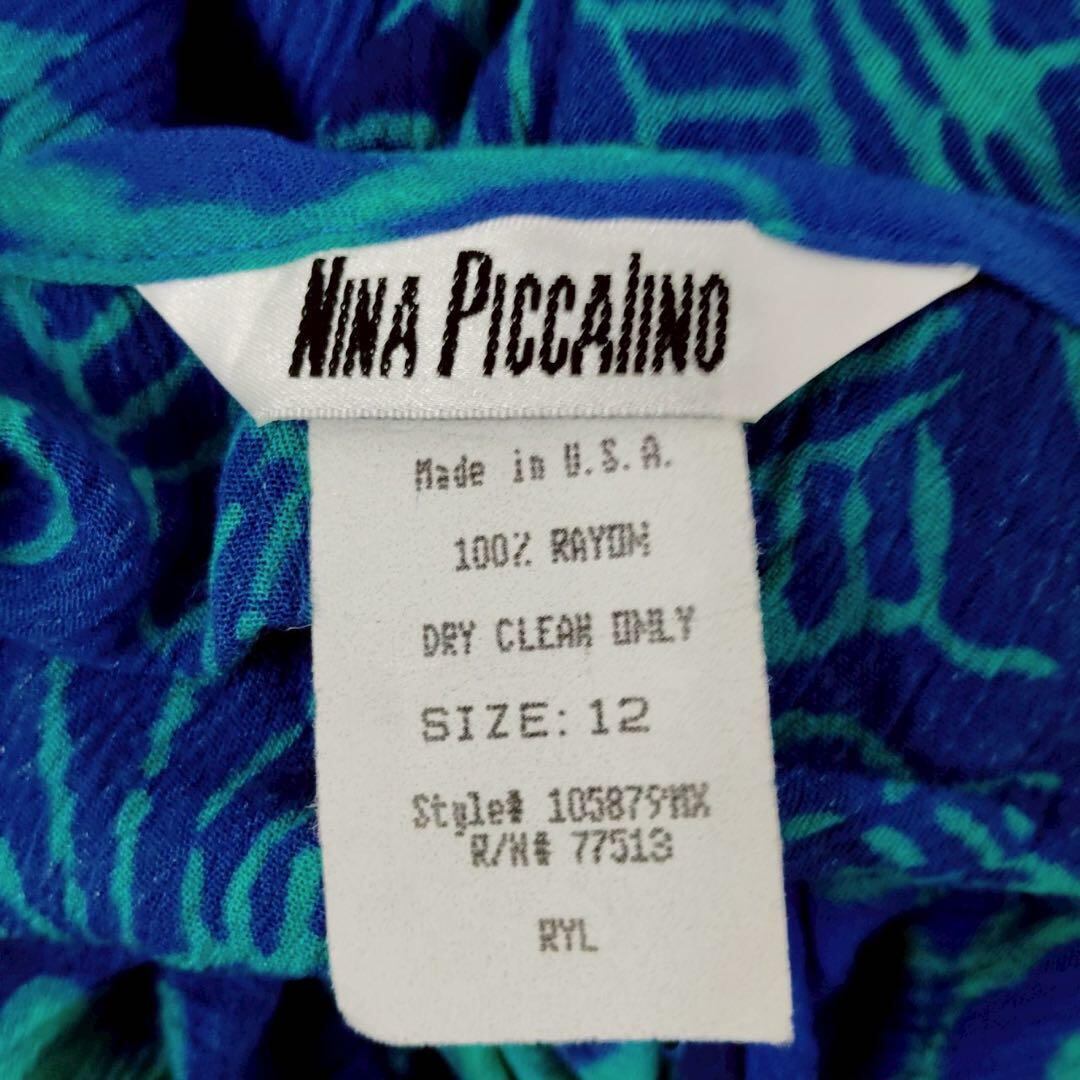 NINA PICCALINO
Made in U.S.A.
100% RAYON
DRY CLEAN ONLY
SIZE: 12
Style# 105879MX
R/N# 77513
RYL